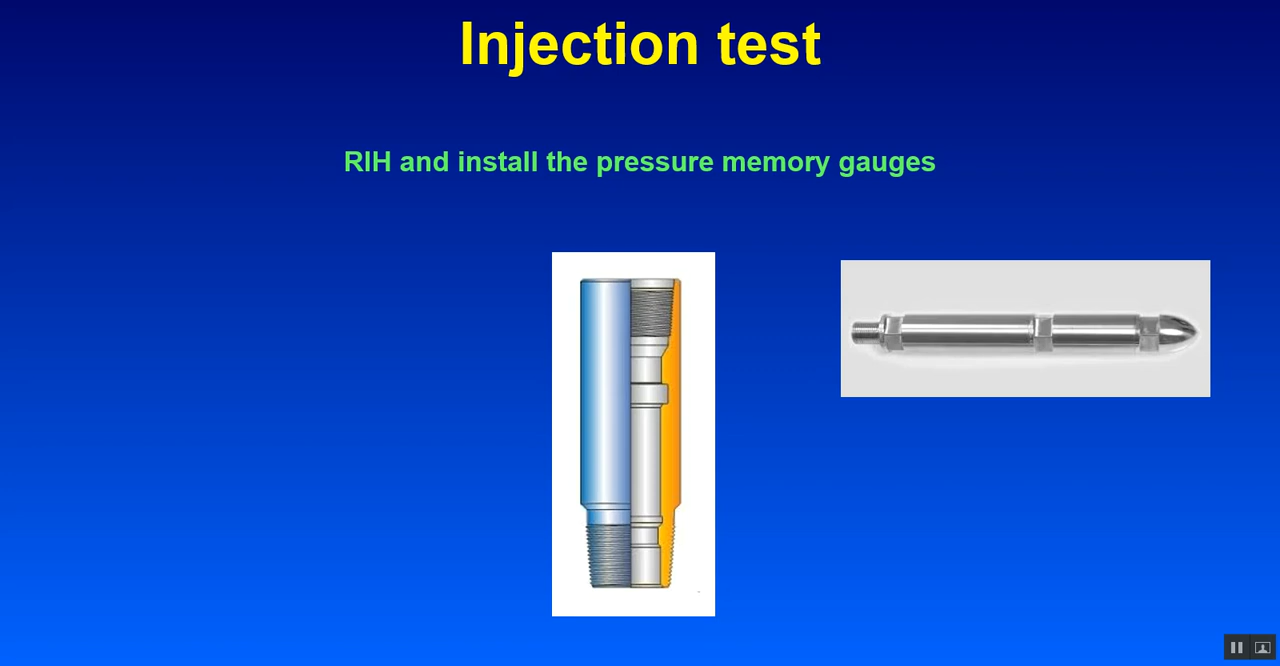 Injection test
RIH and install the pressure memory gauges